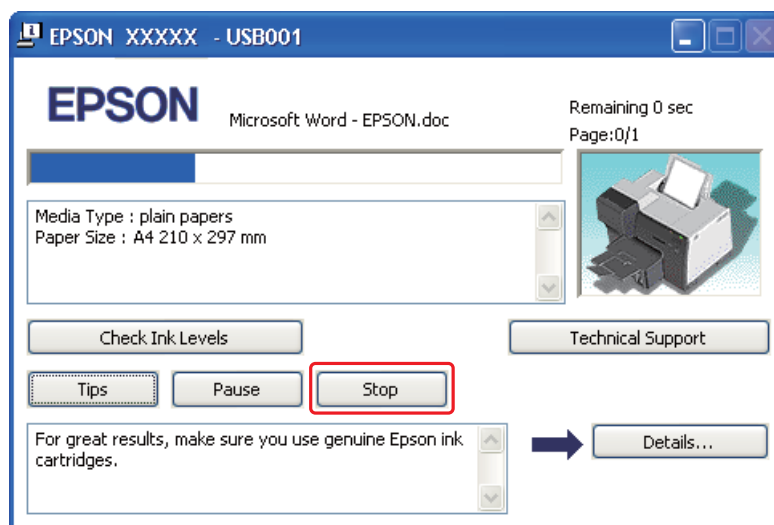 EPSON XXXXX - USB001
EPSON
Microsoft Word - EPSON.doc
Remaining 0 sec
Page:0/1
Media Type : plain papers
Paper Size : A4 210 x 297 mm
Check Ink Levels
Technical Support
Tips
Pause
Stop
For great results, make sure you use genuine Epson ink
cartridges.
Details...